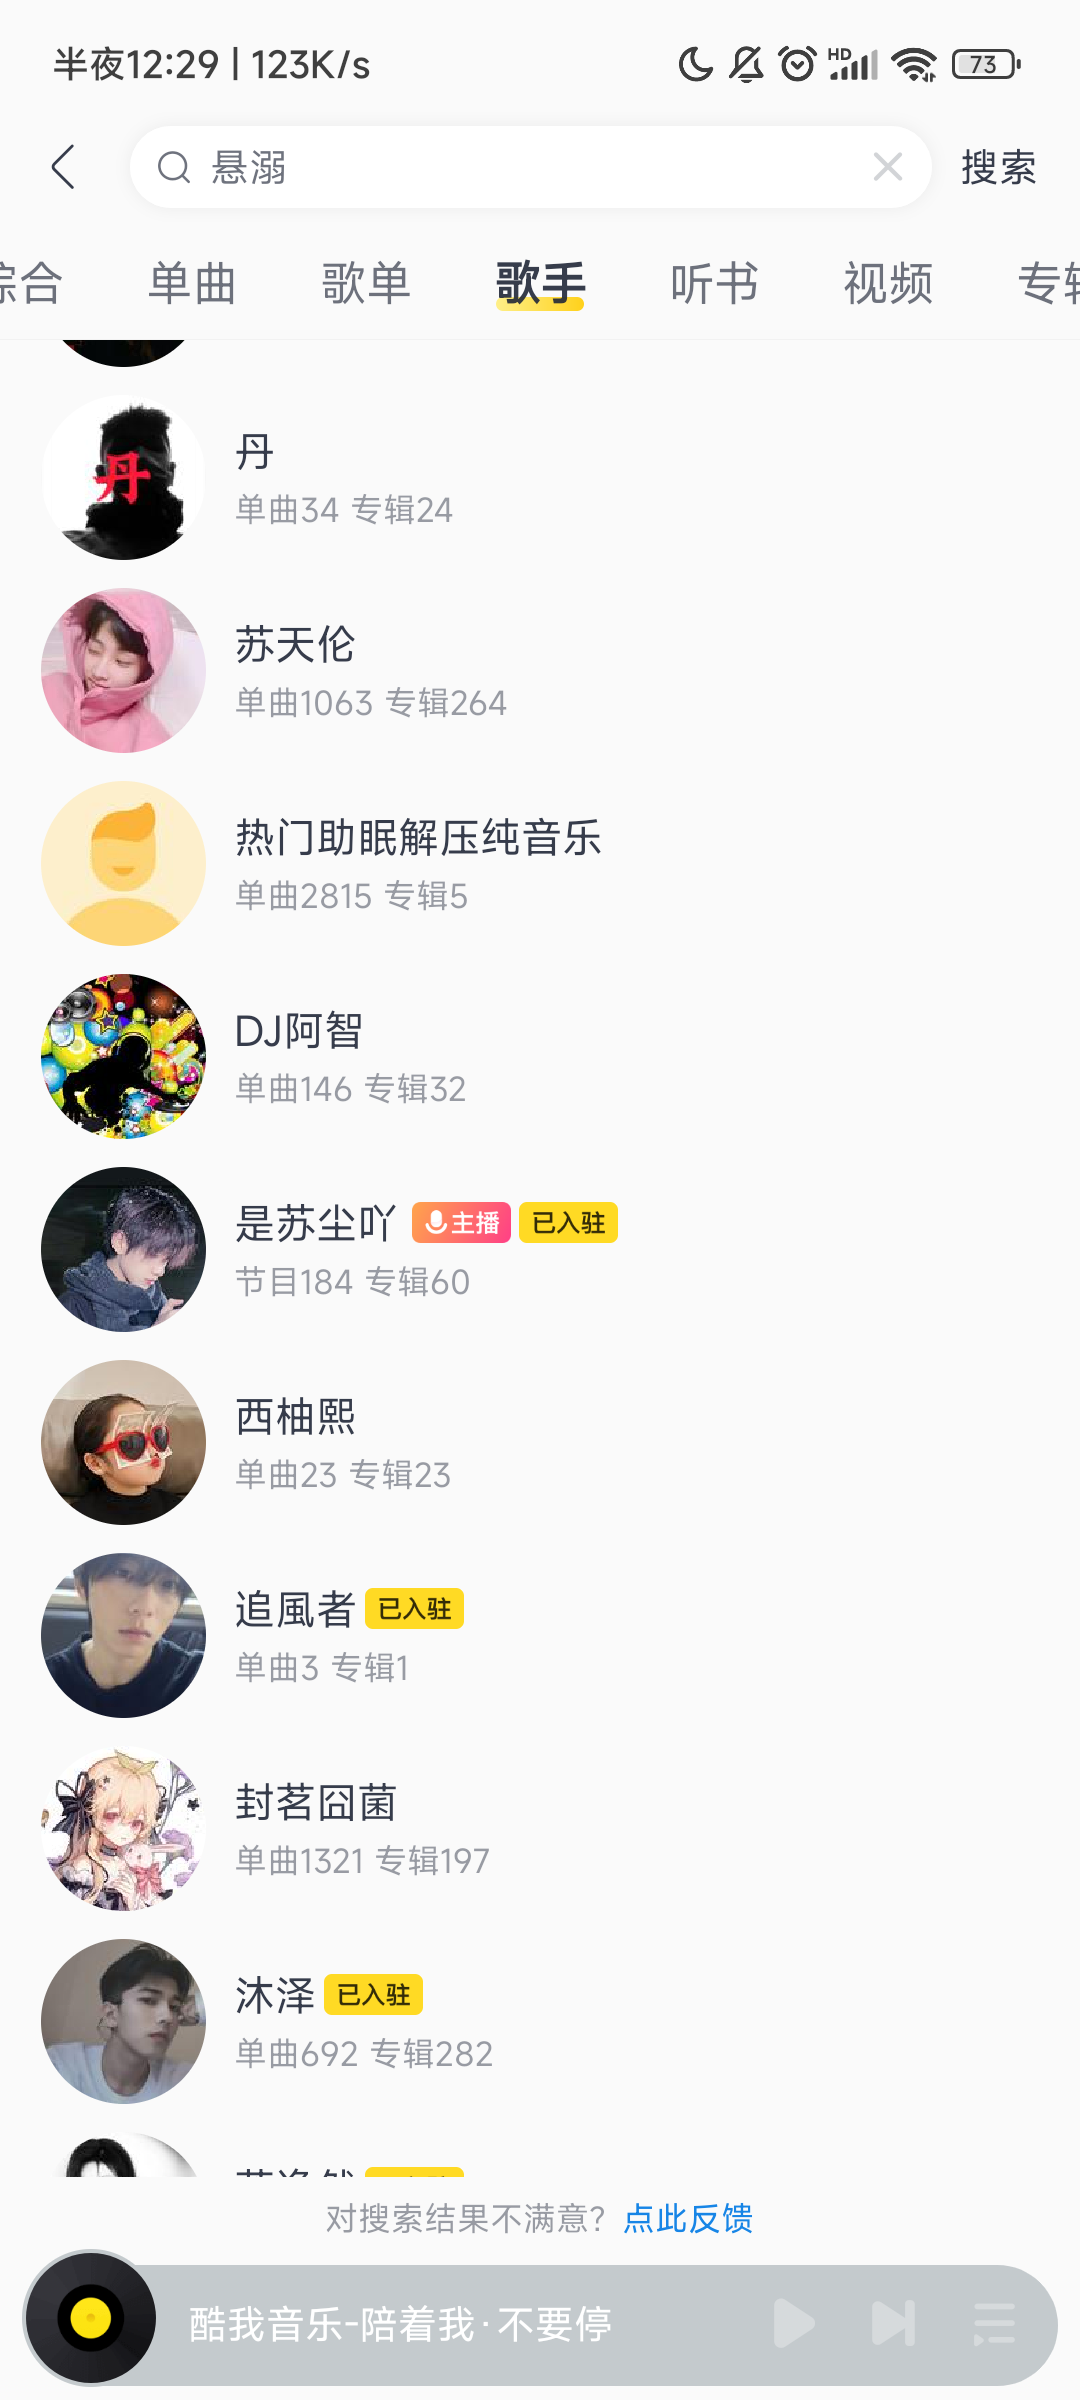 半夜12:29 | 123K/s
HD
73
悬溺
搜索
综合 单曲 歌单 歌手 听书 视频 专辑
丹
丹
单曲34 专辑24
苏天伦
单曲1063 专辑264
热门助眠解压纯音乐
单曲2815 专辑5
DJ阿智
单曲146 专辑32
是苏尘吖 主播 已入驻
节目184 专辑60
西柚熙
单曲23 专辑23
追風者 已入驻
单曲3 专辑1
封茗囧菌
单曲1321 专辑197
沐泽 已入驻
单曲692 专辑282
对搜索结果不满意？点此反馈
酷我音乐-陪着我·不要停